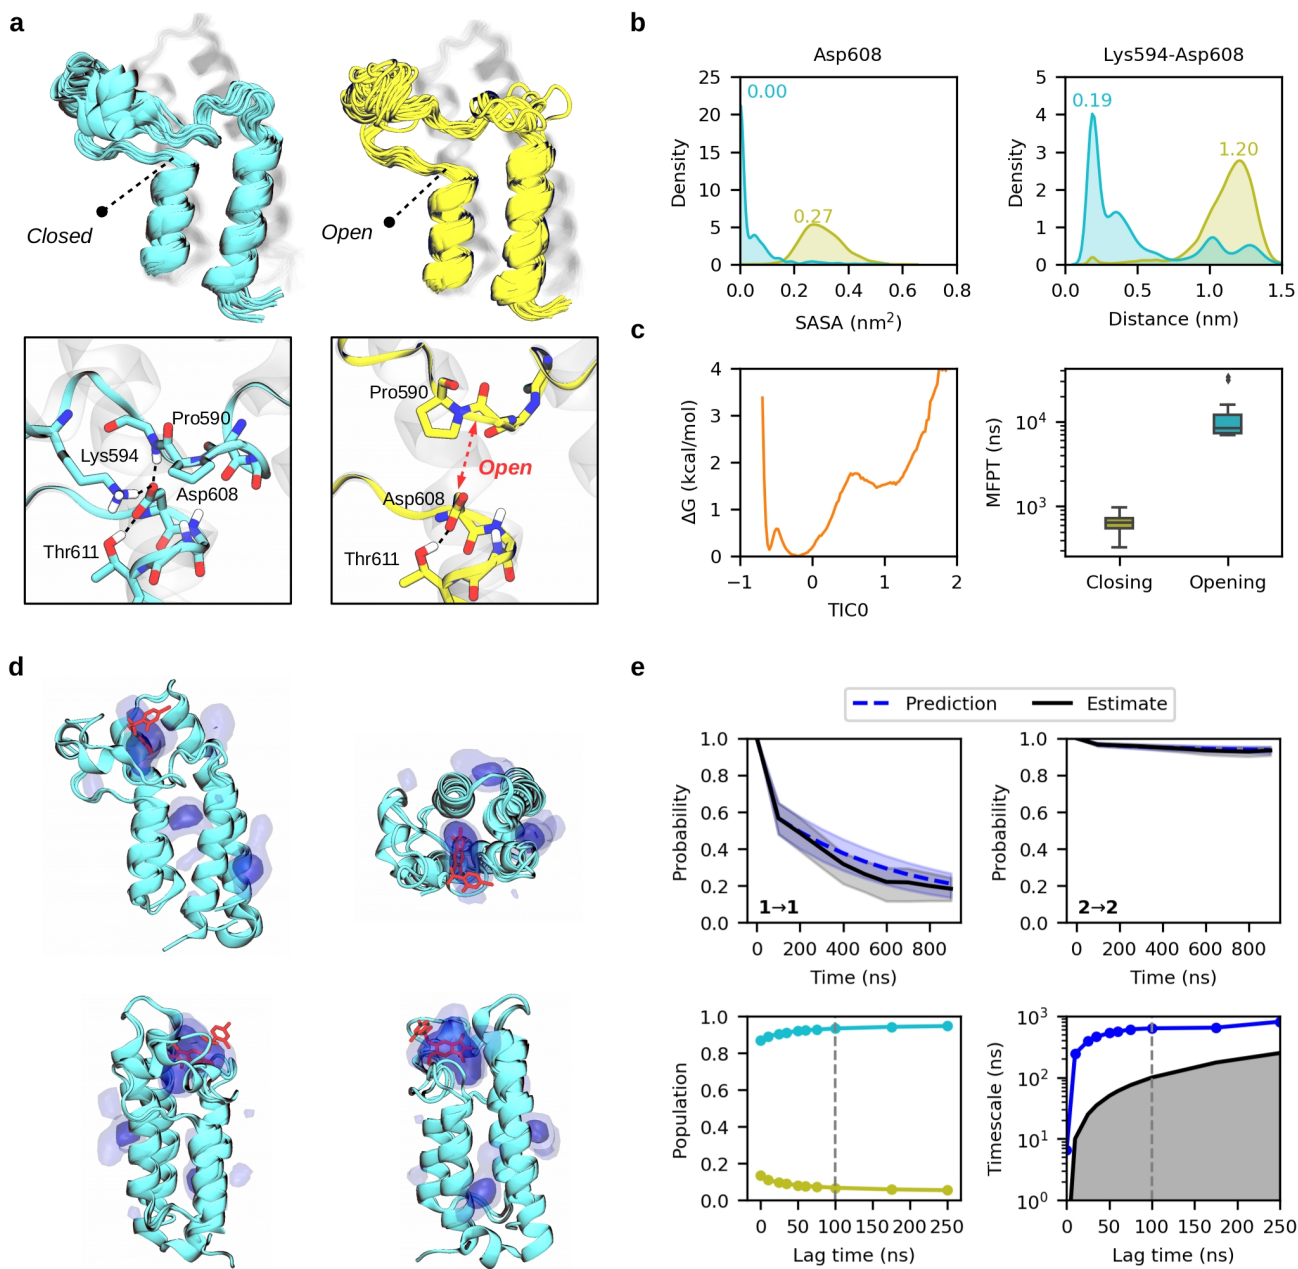 a
Closed
Open
Pro590
Lys594
Asp608
Thr611
Pro590
Open
Asp608
Thr611
b
Asp608
Lys594-Asp608
25
20
15
10
5
0
Density
0.00
0.27
0.0 0.2 0.4 0.6 0.8
SASA (nm²)
5
4
3
2
1
0
Density
0.19
1.20
0.0 0.5 1.0 1.5
Distance (nm)
c
4
3
2
1
0
ΔG (kcal/mol)
−1 0 1 2
TIC0
10⁴
10³
MFPT (ns)
Closing Opening
d
e
Prediction Estimate
1.0
0.8
0.6
0.4
0.2
0.0
Probability
1→1
0 200 400 600 800
Time (ns)
1.0
0.8
0.6
0.4
0.2
0.0
Probability
2→2
0 200 400 600 800
Time (ns)
1.0
0.8
0.6
0.4
0.2
0.0
Population
0 50 100 150 200 250
Lag time (ns)
10³
10²
10¹
10⁰
Timescale (ns)
0 50 100 150 200 250
Lag time (ns)